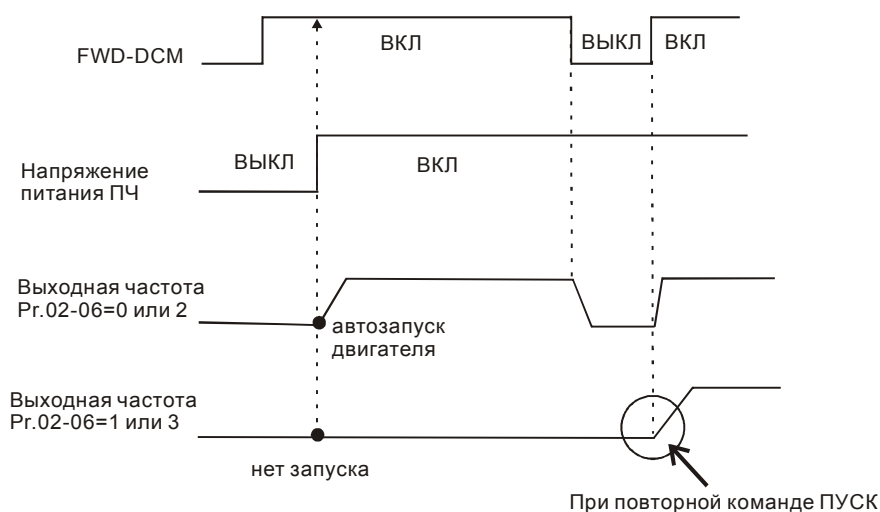 FWD-DCM
ВКЛ
ВЫКЛ
ВКЛ
Напряжение
питания ПЧ
ВЫКЛ
ВКЛ
Выходная частота
Pr.02-06=0 или 2
автозапуск
двигателя
Выходная частота
Pr.02-06=1 или 3
нет запуска
При повторной команде ПУСК